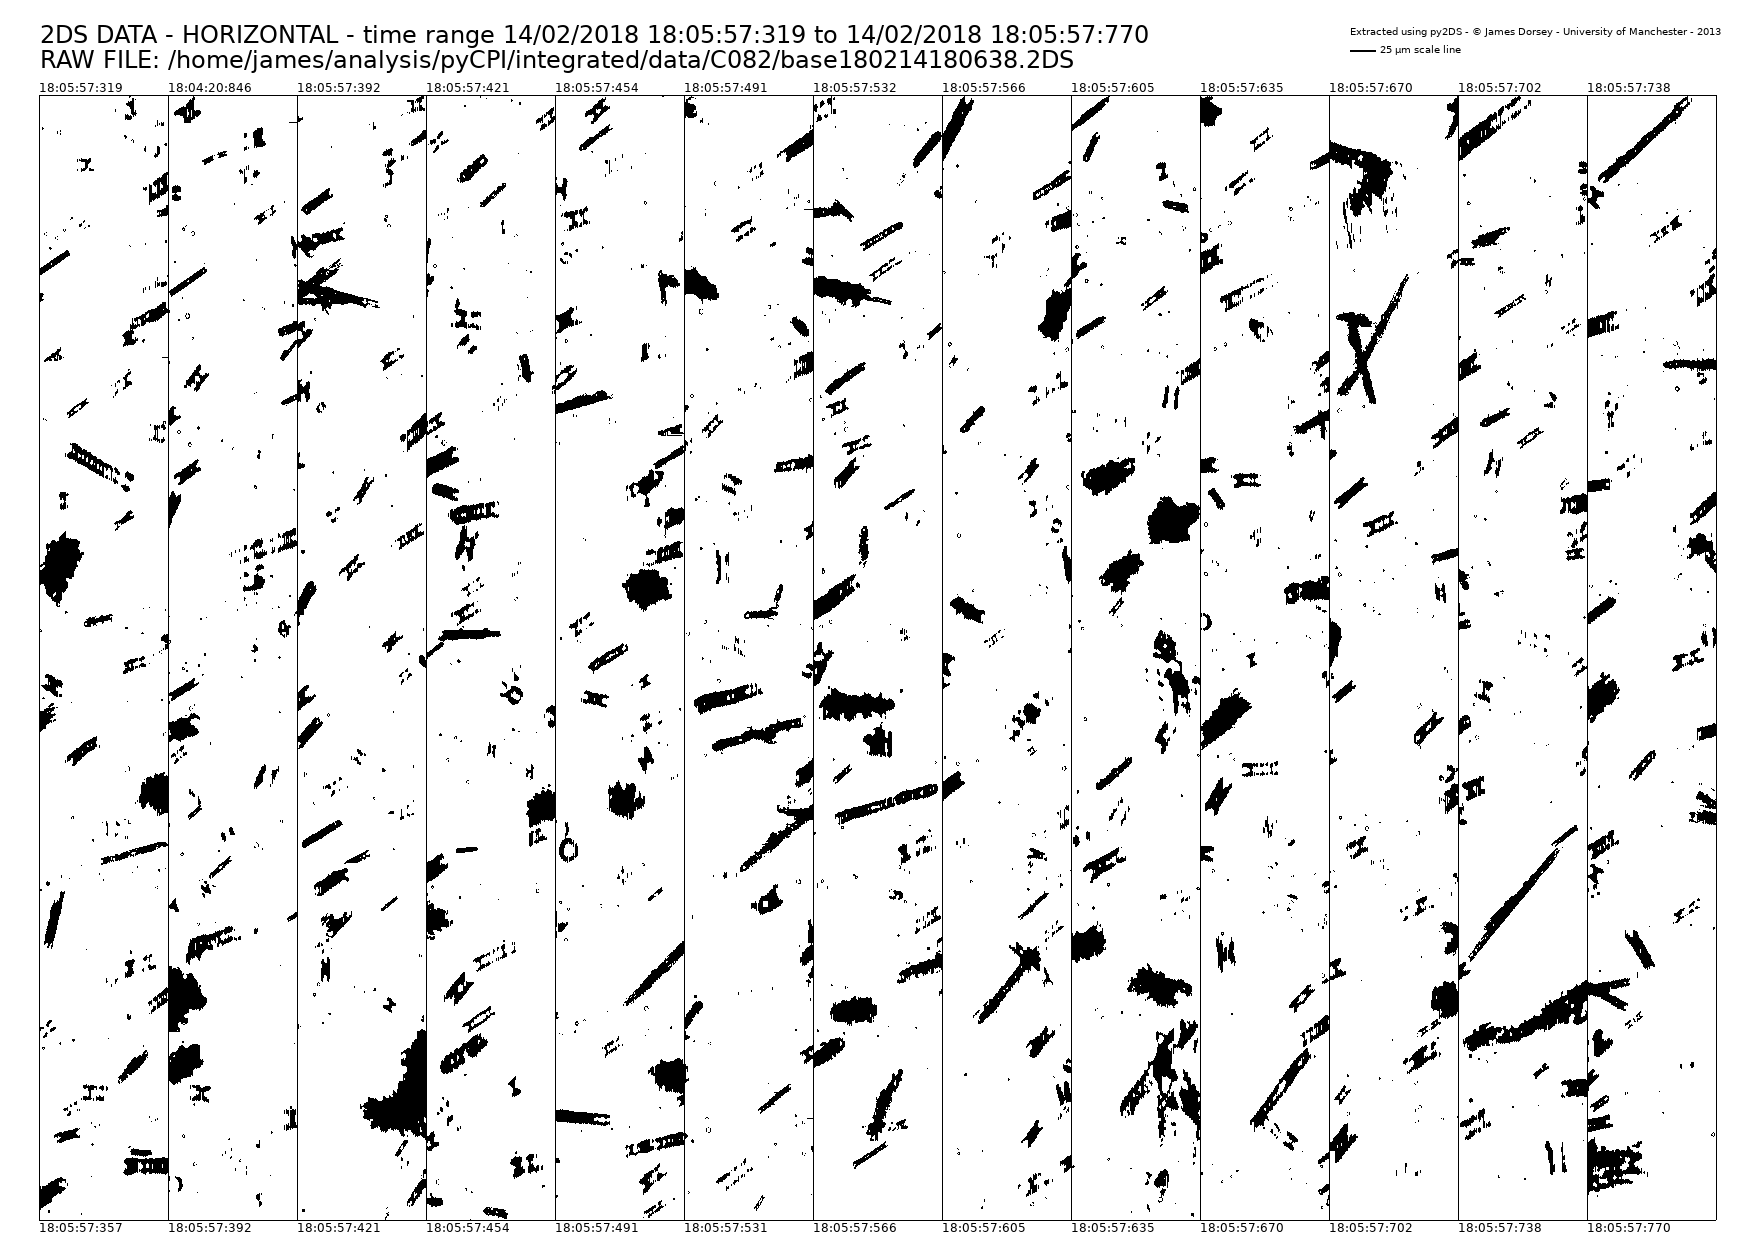 2DS DATA - HORIZONTAL - time range 14/02/2018 18:05:57:319 to 14/02/2018 18:05:57:770
RAW FILE: /home/james/analysis/pyCPI/integrated/data/C082/base180214180638.2DS
Extracted using py2DS - © James Dorsey - University of Manchester - 2013
25 µm scale line
18:05:57:319 18:04:20:846 18:05:57:392 18:05:57:421 18:05:57:454 18:05:57:491 18:05:57:532 18:05:57:566 18:05:57:605 18:05:57:635 18:05:57:670 18:05:57:702 18:05:57:738
18:05:57:357 18:05:57:392 18:05:57:421 18:05:57:454 18:05:57:491 18:05:57:531 18:05:57:566 18:05:57:605 18:05:57:635 18:05:57:670 18:05:57:702 18:05:57:738 18:05:57:770